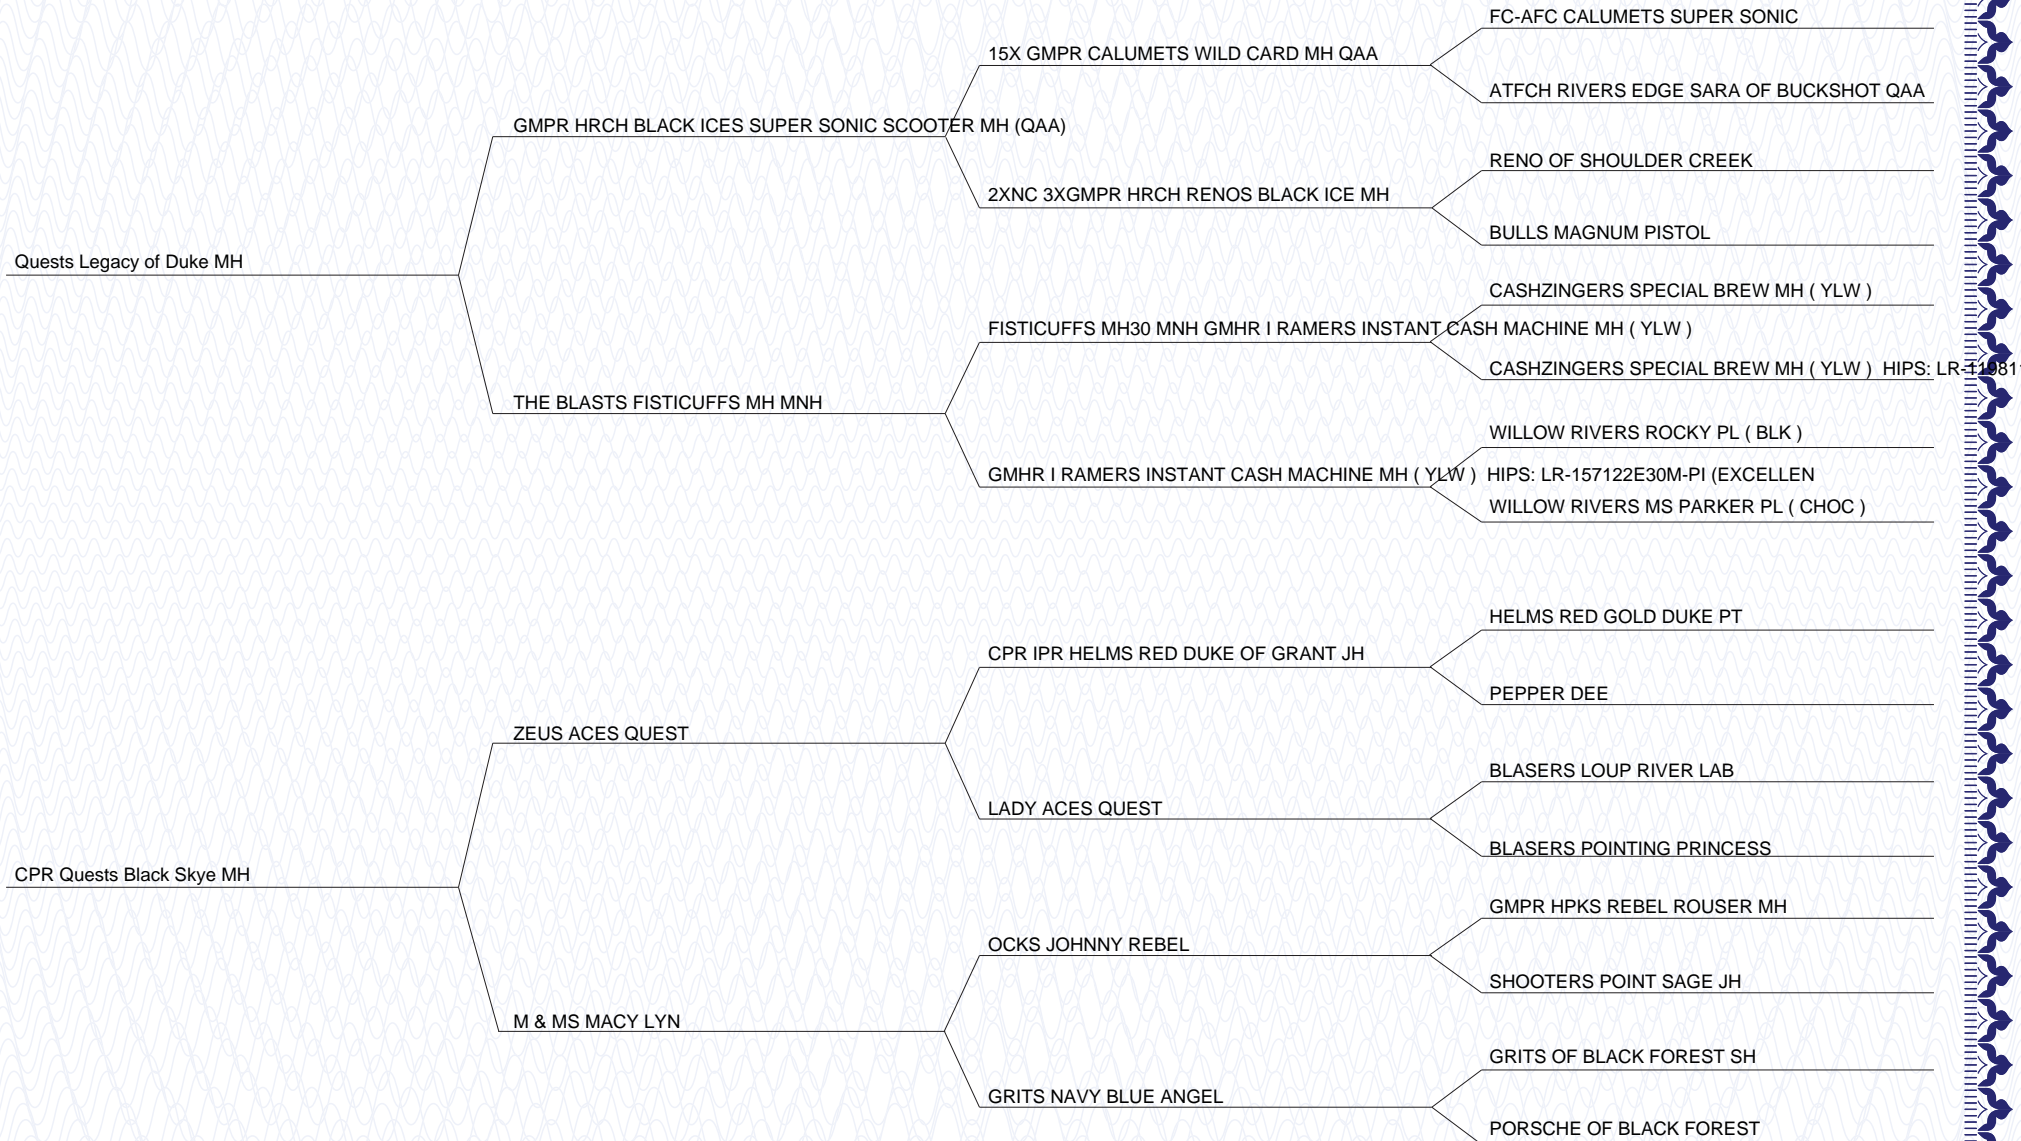 FC-AFC CALUMETS SUPER SONIC
15X GMPR CALUMETS WILD CARD MH QAA
ATFCH RIVERS EDGE SARA OF BUCKSHOT QAA
GMPR HRCH BLACK ICES SUPER SONIC SCOOTER MH (QAA)
RENO OF SHOULDER CREEK
2XNC 3XGMPR HRCH RENOS BLACK ICE MH
BULLS MAGNUM PISTOL
Quests Legacy of Duke MH
CASHZINGERS SPECIAL BREW MH ( YLW )
FISTICUFFS MH30 MNH GMHR I RAMERS INSTANT CASH MACHINE MH ( YLW )
CASHZINGERS SPECIAL BREW MH ( YLW ) HIPS: LR-119811
THE BLASTS FISTICUFFS MH MNH
WILLOW RIVERS ROCKY PL ( BLK )
GMHR I RAMERS INSTANT CASH MACHINE MH ( YLW ) HIPS: LR-157122E30M-PI (EXCELLEN
WILLOW RIVERS MS PARKER PL ( CHOC )
HELMS RED GOLD DUKE PT
CPR IPR HELMS RED DUKE OF GRANT JH
PEPPER DEE
ZEUS ACES QUEST
BLASERS LOUP RIVER LAB
LADY ACES QUEST
BLASERS POINTING PRINCESS
CPR Quests Black Skye MH
GMPR HPKS REBEL ROUSER MH
OCKS JOHNNY REBEL
SHOOTERS POINT SAGE JH
M & MS MACY LYN
GRITS OF BLACK FOREST SH
GRITS NAVY BLUE ANGEL
PORSCHE OF BLACK FOREST